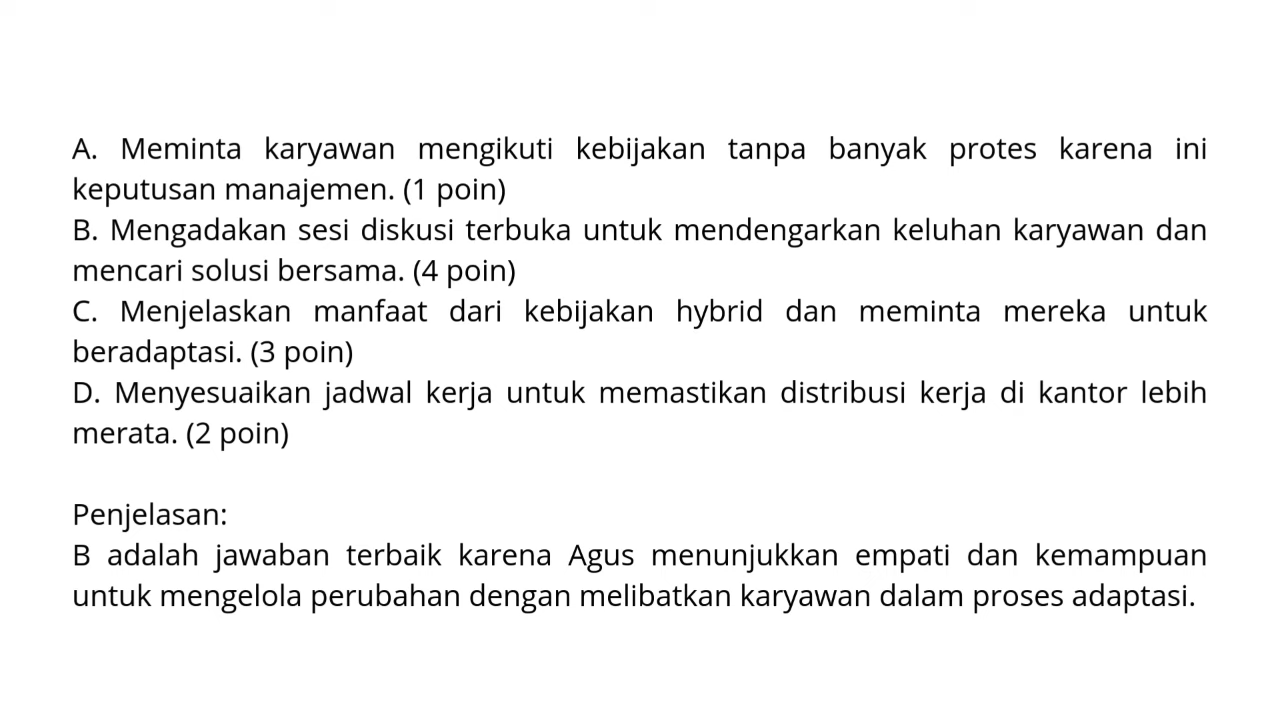 A. Meminta karyawan mengikuti kebijakan tanpa banyak protes karena ini
keputusan manajemen. (1 poin)
B. Mengadakan sesi diskusi terbuka untuk mendengarkan keluhan karyawan dan
mencari solusi bersama. (4 poin)
C. Menjelaskan manfaat dari kebijakan hybrid dan meminta mereka untuk
beradaptasi. (3 poin)
D. Menyesuaikan jadwal kerja untuk memastikan distribusi kerja di kantor lebih
merata. (2 poin)
Penjelasan:
B adalah jawaban terbaik karena Agus menunjukkan empati dan kemampuan
untuk mengelola perubahan dengan melibatkan karyawan dalam proses adaptasi.